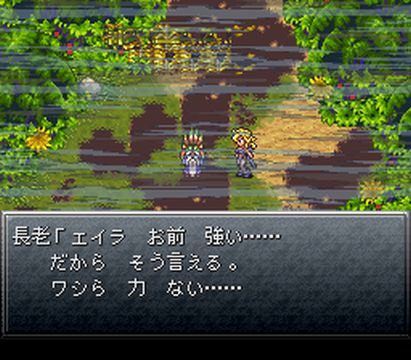 長老「エイラ　お前　強い……
だから　そう言える。
ワシら　力　ない……